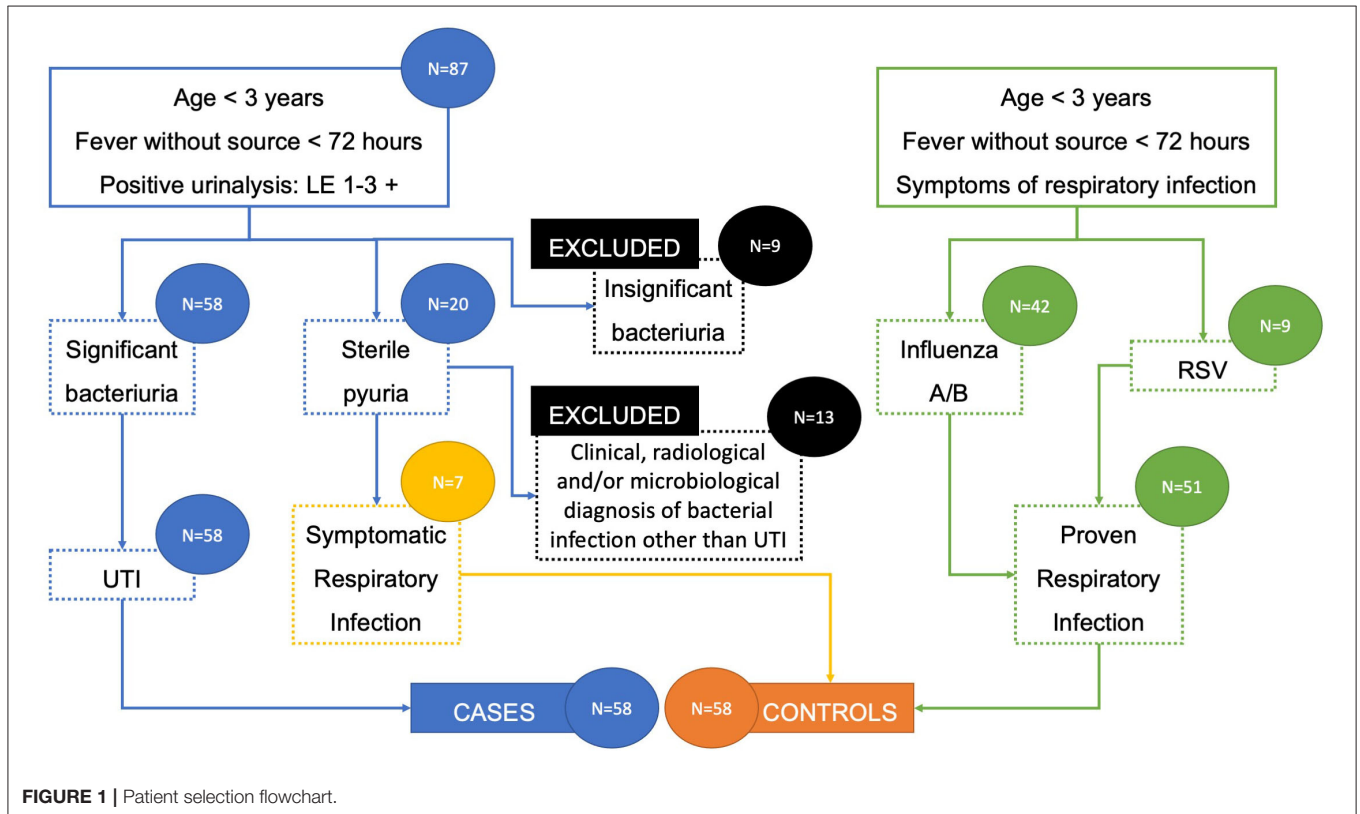 N=87
Age < 3 years
Fever without source < 72 hours
Positive urinalysis: LE 1-3 +
Age < 3 years
Fever without source < 72 hours
Symptoms of respiratory infection
EXCLUDED
N=9
Insignificant
bacteriuria
N=58
Significant
bacteriuria
N=20
Sterile
pyuria
N=42
Influenza
A/B
N=9
RSV
EXCLUDED
N=13
Clinical, radiological
and/or microbiological
diagnosis of bacterial
infection other than UTI
N=58
UTI
N=7
Symptomatic
Respiratory
Infection
N=51
Proven
Respiratory
Infection
CASES
N=58
N=58
CONTROLS
FIGURE 1 | Patient selection flowchart.